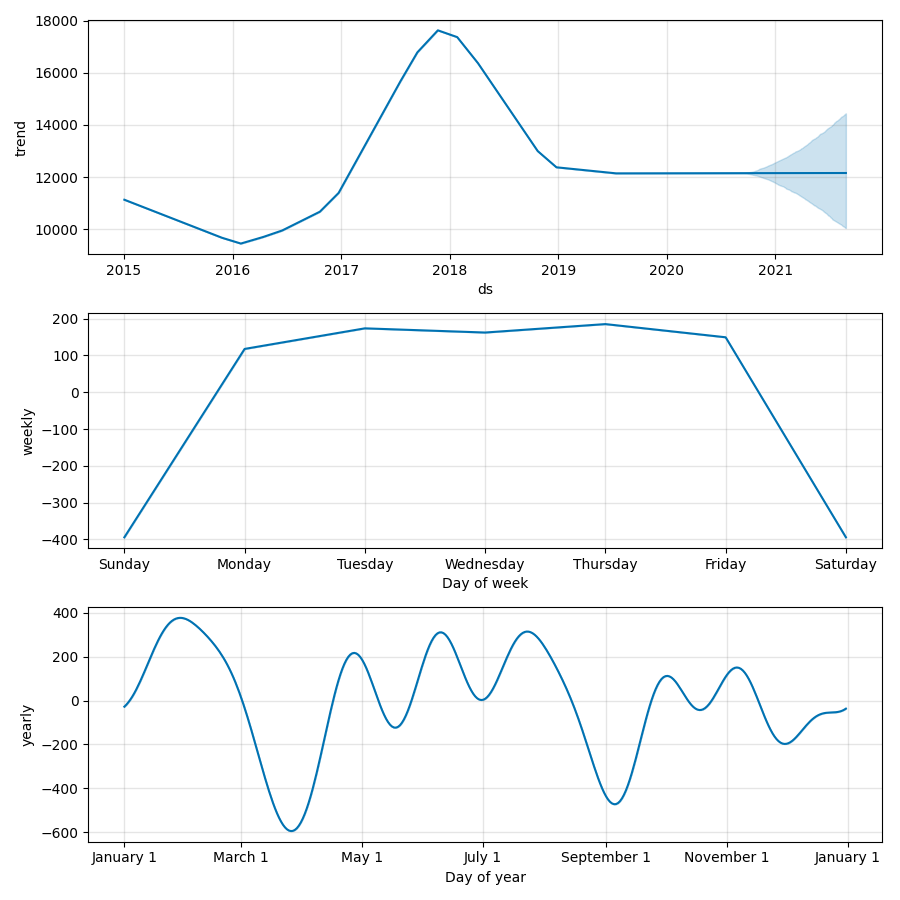 18000
16000
14000
12000
10000
trend
2015 2016 2017 2018 2019 2020 2021
ds
200
100
0
−100
−200
−300
−400
weekly
Sunday Monday Tuesday Wednesday Thursday Friday Saturday
Day of week
400
200
0
−200
−400
−600
yearly
January 1 March 1 May 1 July 1 September 1 November 1 January 1
Day of year